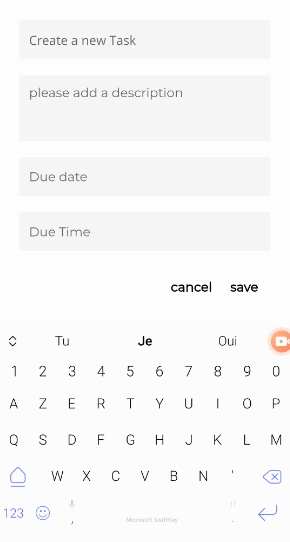 Create a new Task
please add a description
Due date
Due Time
cancel save
Tu Je Oui
1 2 3 4 5 6 7 8 9 0
A Z E R T Y U I O P
Q S D F G H J K L M
W X C V B N '
123 , Microsoft SwiftKey .